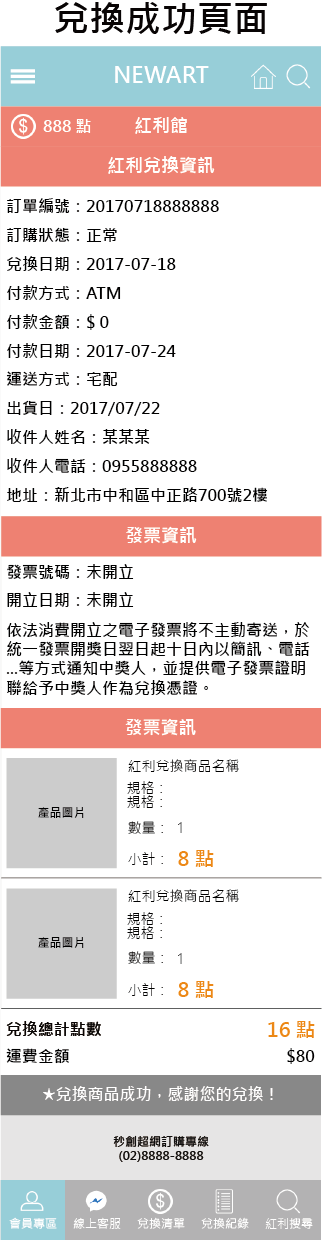 兌換成功頁面
NEWART
888 點 紅利館
紅利兌換資訊
訂單編號：20170718888888
訂購狀態：正常
兌換日期：2017-07-18
付款方式：ATM
付款金額：$ 0
付款日期：2017-07-24
運送方式：宅配
出貨日：2017/07/22
收件人姓名：某某某
收件人電話：0955888888
地址：新北市中和區中正路700號2樓
發票資訊
發票號碼：未開立
開立日期：未開立
依法消費開立之電子發票將不主動寄送，於
統一發票開獎日翌日起十日內以簡訊、電話
...等方式通知中獎人，並提供電子發票證明
聯給予中獎人作為兌換憑證。
發票資訊
產品圖片
紅利兌換商品名稱
規格：
規格：
數量： 1
小計： 8 點
產品圖片
紅利兌換商品名稱
規格：
規格：
數量： 1
小計： 8 點
兌換總計點數 16 點
運費金額 $80
★兌換商品成功，感謝您的兌換！
秒創超網訂購專線
(02)8888-8888
會員專區 線上客服 兌換清單 兌換紀錄 紅利搜尋